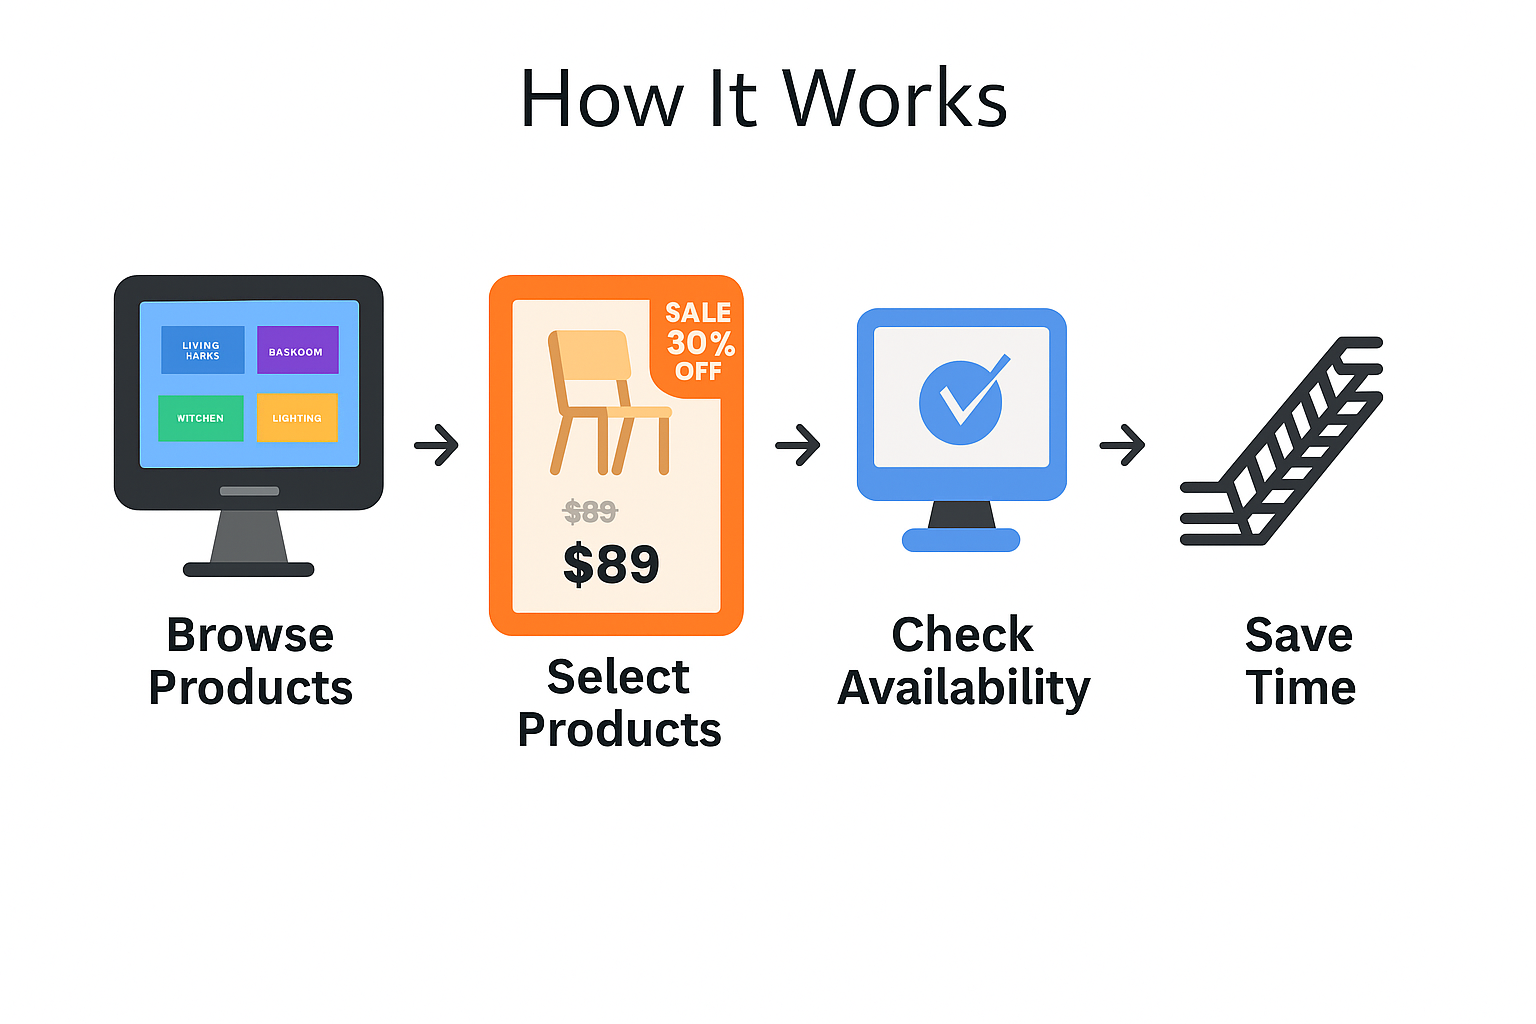 How It Works
LIVING
HARKS
BASKOOM
WITCHEN
LIGHTING
SALE
30%
OFF
$89
$89
Browse
Products
Select
Products
Check
Availability
Save
Time